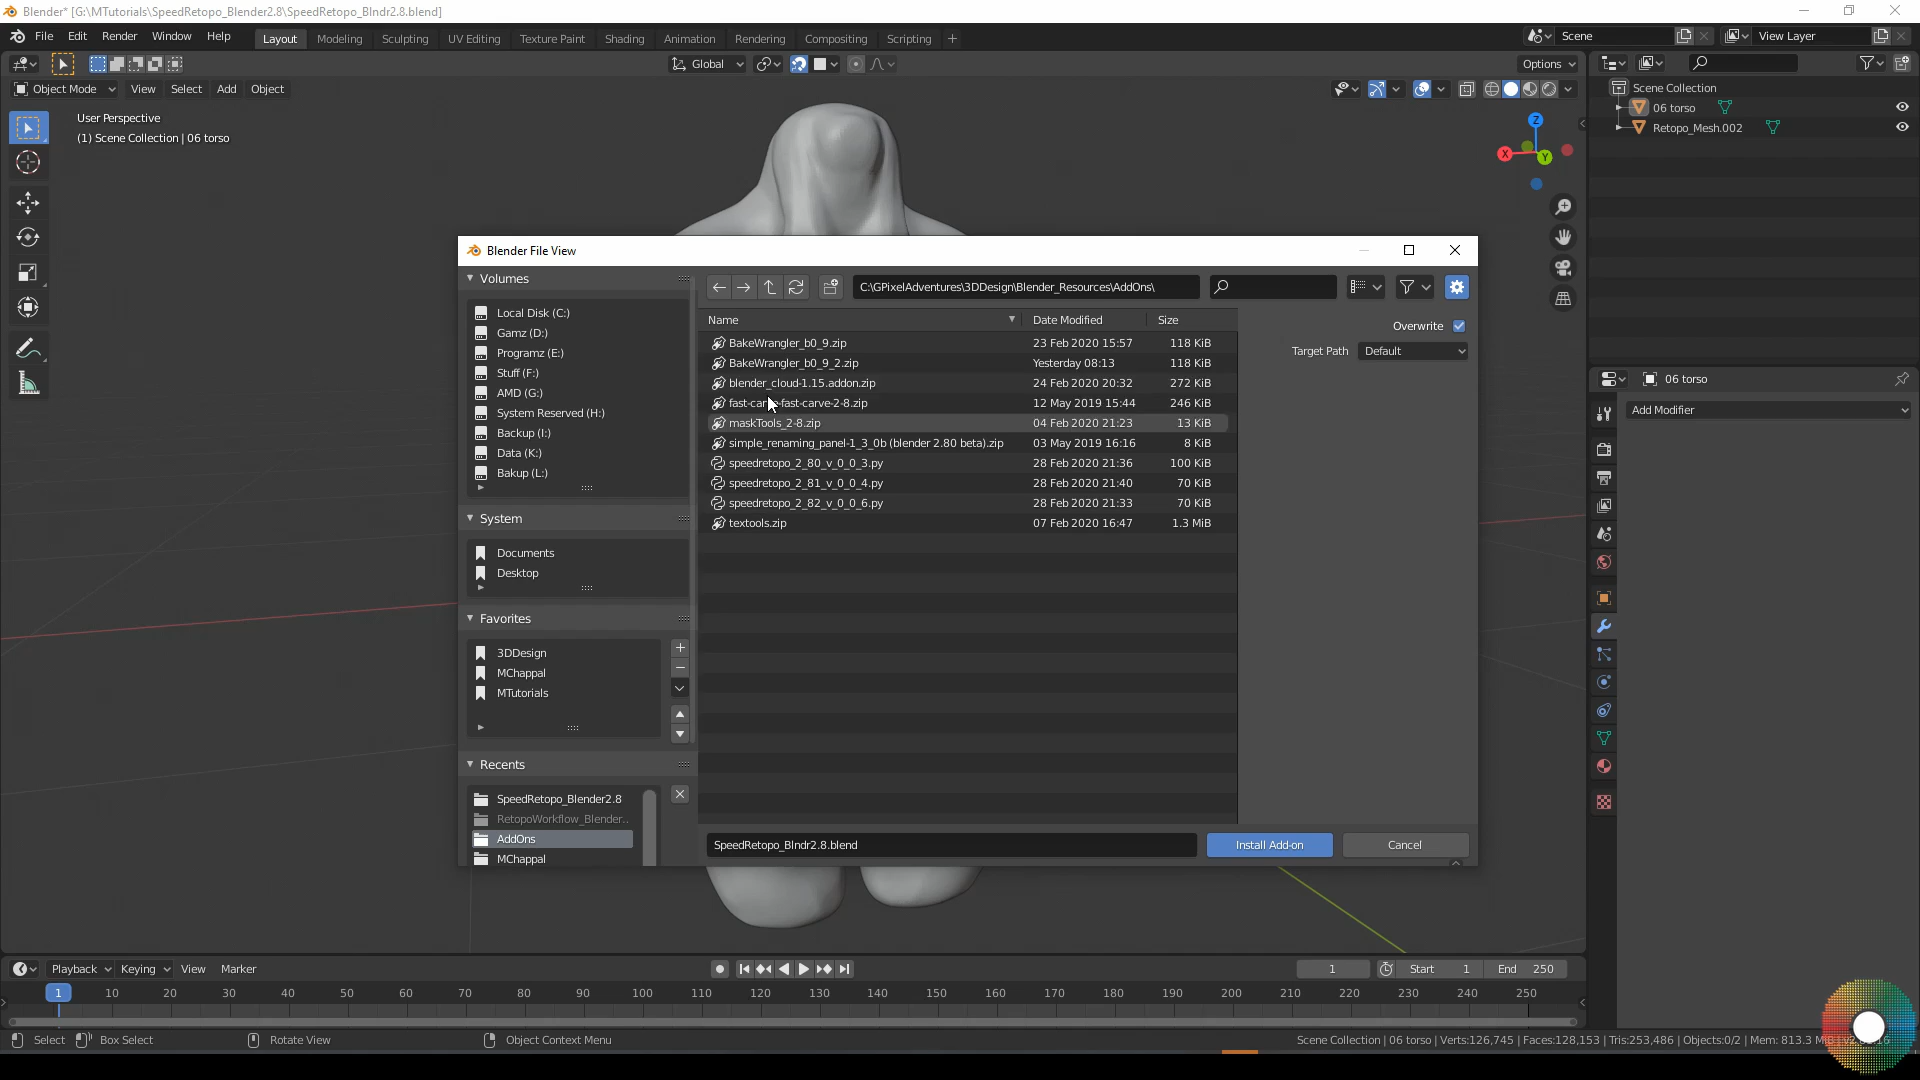 Blender* [G:\MTutorials\SpeedRetopo_Blender2.8\SpeedRetopo_Blndr2.8.blend]
File Edit Render Window Help Layout Modeling Sculpting UV Editing Texture Paint Shading Animation Rendering Compositing Scripting + Scene View Layer
Global Options
Object Mode View Select Add Object
User Perspective
(1) Scene Collection | 06 torso
Z
X
Y
Scene Collection
06 torso
Retopo_Mesh.002
06 torso
Add Modifier
Blender File View
Volumes
Local Disk (C:)
Gamz (D:)
Programz (E:)
Stuff (F:)
AMD (G:)
System Reserved (H:)
Backup (I:)
Data (K:)
Bakup (L:)
System
Documents
Desktop
Favorites
3DDesign
MChappal
MTutorials
Recents
SpeedRetopo_Blender2.8
RetopoWorkflow_Blender..
AddOns
MChappal
C:\GPixelAdventures\3DDesign\Blender_Resources\AddOns\
Name Date Modified Size
BakeWrangler_b0_9.zip 23 Feb 2020 15:57 118 KiB
BakeWrangler_b0_9_2.zip Yesterday 08:13 118 KiB
blender_cloud-1.15.addon.zip 24 Feb 2020 20:32 272 KiB
fast-carve-fast-carve-2-8.zip 12 May 2019 15:44 246 KiB
maskTools_2-8.zip 04 Feb 2020 21:23 13 KiB
simple_renaming_panel-1_3_0b (blender 2.80 beta).zip 03 May 2019 16:16 8 KiB
speedretopo_2_80_v_0_0_3.py 28 Feb 2020 21:36 100 KiB
speedretopo_2_81_v_0_0_4.py 28 Feb 2020 21:40 70 KiB
speedretopo_2_82_v_0_0_6.py 28 Feb 2020 21:33 70 KiB
textools.zip 07 Feb 2020 16:47 1.3 MiB
Overwrite
Target Path Default
SpeedRetopo_Blndr2.8.blend Install Add-on Cancel
Playback Keying View Marker 1 Start 1 End 250
1 10 20 30 40 50 60 70 80 90 100 110 120 130 140 150 160 170 180 190 200 210 220 230 240 250
Select Box Select Rotate View Object Context Menu Scene Collection | 06 torso | Verts:126,745 | Faces:128,153 | Tris:253,486 | Objects:0/2 | Mem: 813.3